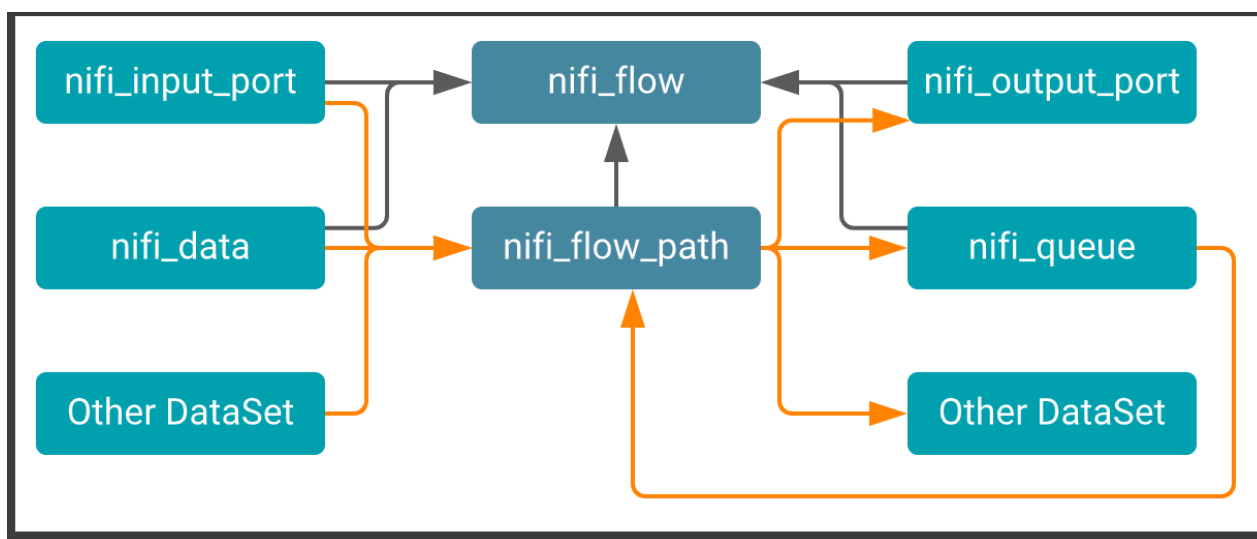 nifi_input_port
nifi_flow
nifi_output_port
nifi_data
nifi_flow_path
nifi_queue
Other DataSet
Other DataSet